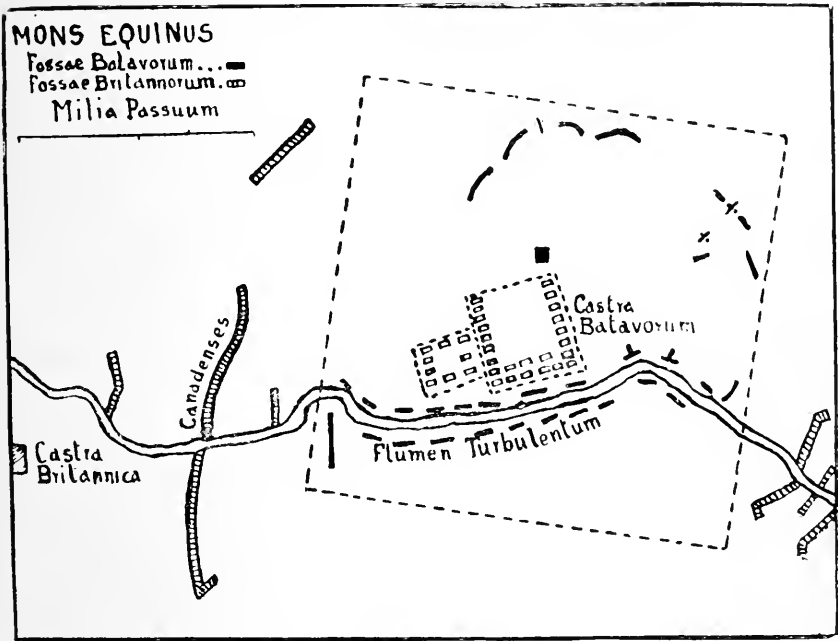 MONS EQUINUS
Fossae Batavorum...
Fossae Britannorum.
Milia Passuum
Canadenses
Castra
Batavorum
Castra
Britannica
Flumen Turbulentum